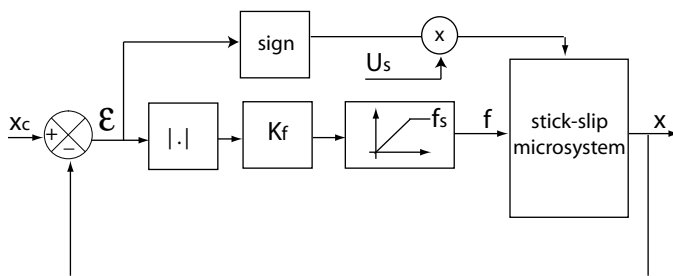 sign
x
Us
xc
+
−
ε
|.|
Kf
fs
f
stick-slip
microsystem
x